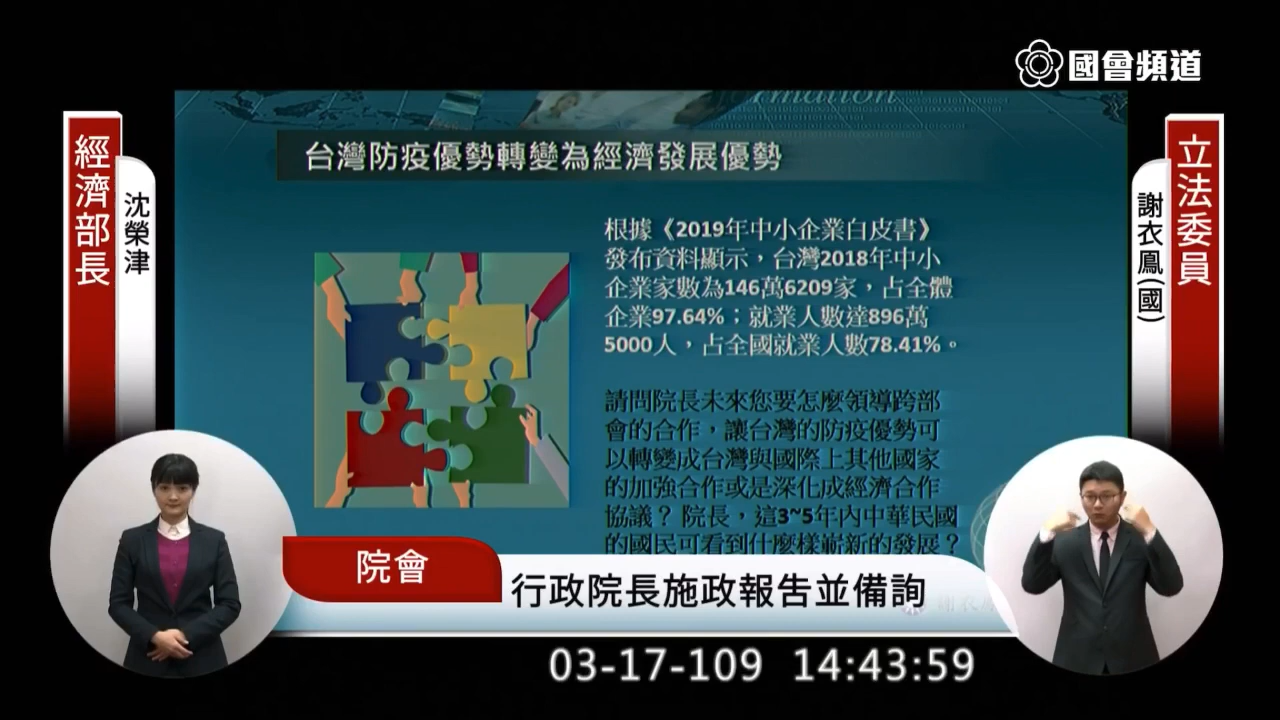 國會頻道
rmation
台灣防疫優勢轉變為經濟發展優勢
經濟部長
沈榮津
立法委員
謝衣鳯(國)
根據《2019年中小企業白皮書》
發布資料顯示，台灣2018年中小
企業家數為146萬6209家，占全體
企業97.64%；就業人數達896萬
5000人，占全國就業人數78.41%。
請問院長未來您要怎麼領導跨部
會的合作，讓台灣的防疫優勢可
以轉變成台灣與國際上其他國家
的加強合作或是深化成經濟合作
協議？ 院長，這3~5年內中華民國
的國民可看到什麼樣嶄新的發展？
院會
行政院長施政報告並備詢
03-17-109 14:43:59